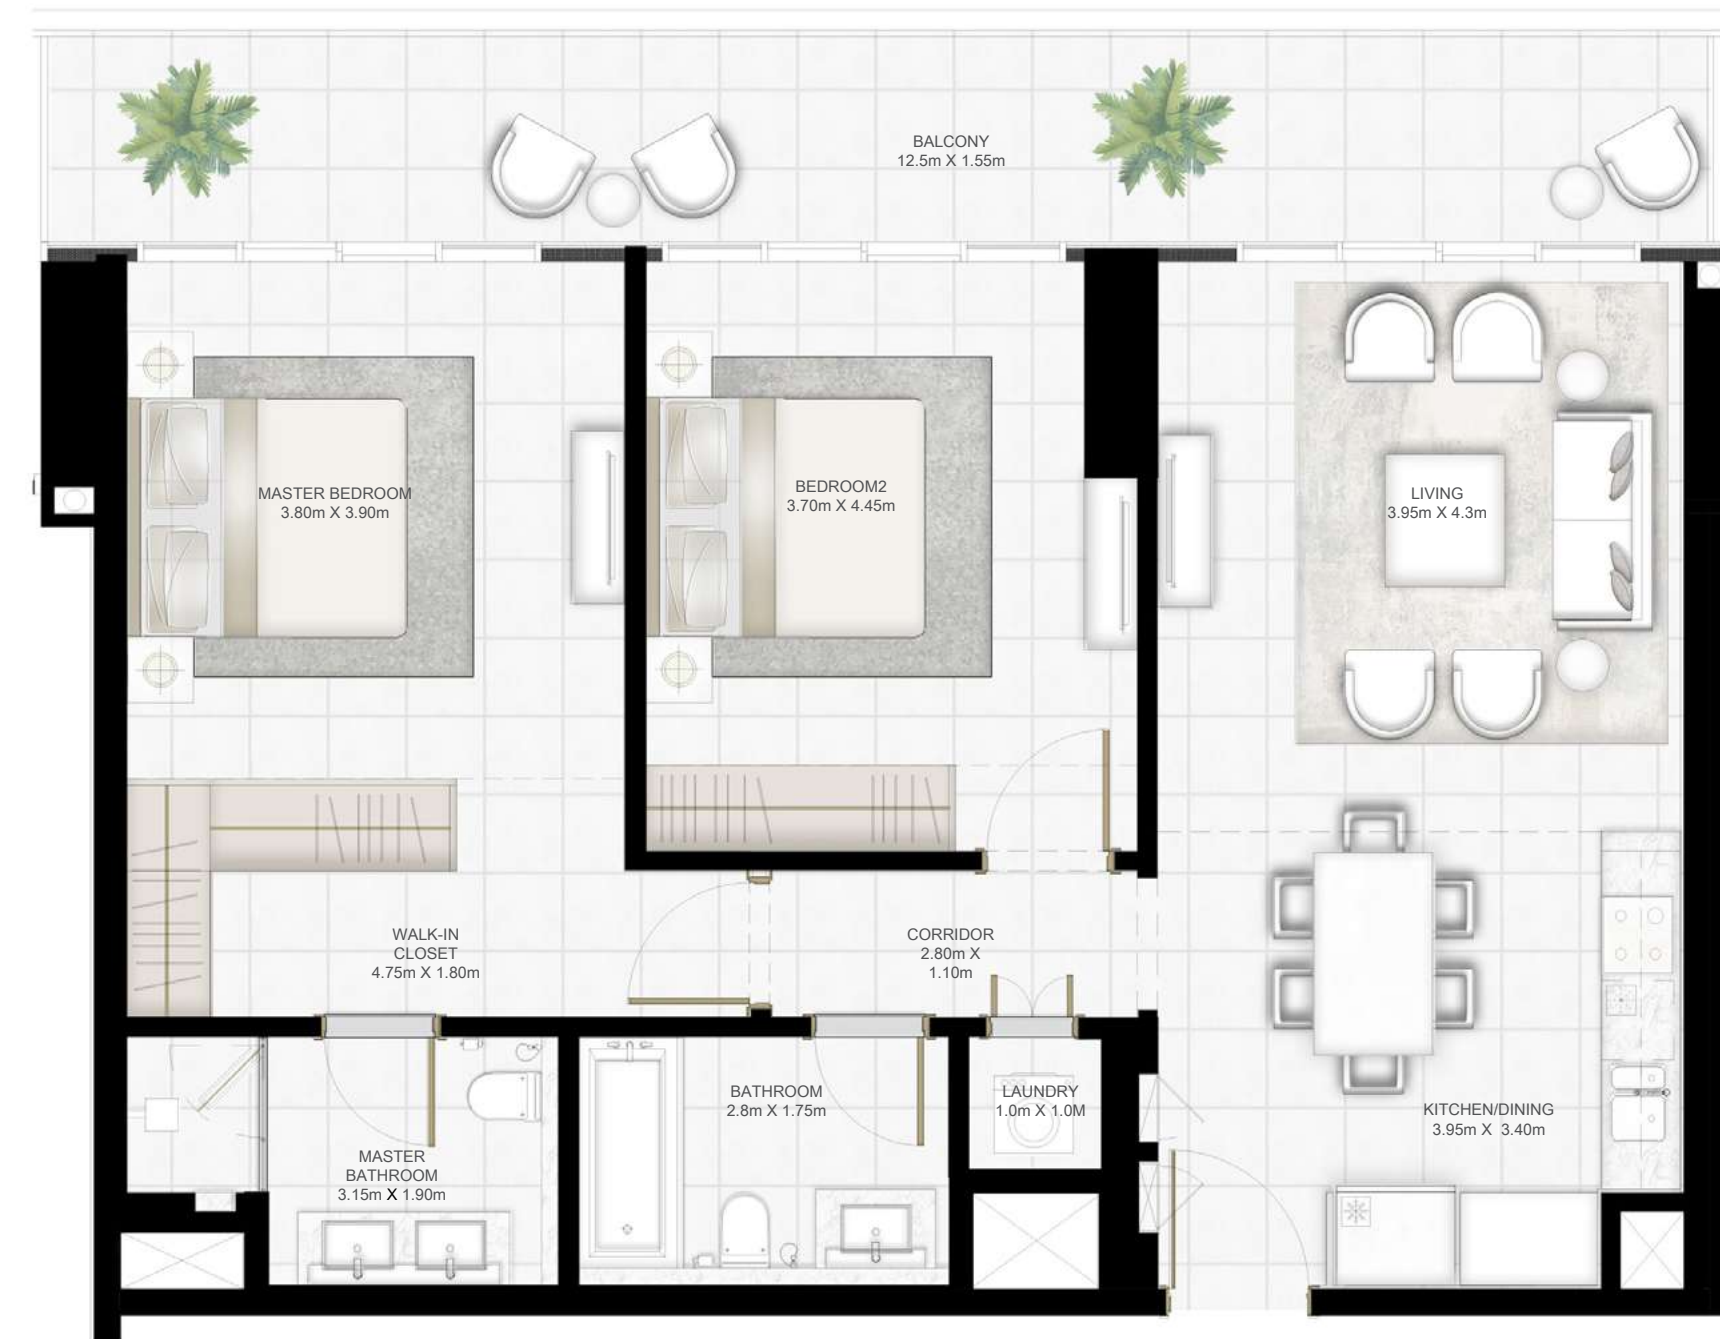 BALCONY
12.5m X 1.55m
MASTER BEDROOM
3.80m X 3.90m
BEDROOM2
3.70m X 4.45m
LIVING
3.95m X 4.3m
WALK-IN
CLOSET
4.75m X 1.80m
CORRIDOR
2.80m X
1.10m
BATHROOM
2.8m X 1.75m
LAUNDRY
1.0m X 1.0M
KITCHEN/DINING
3.95m X 3.40m
MASTER
BATHROOM
3.15m X 1.90m